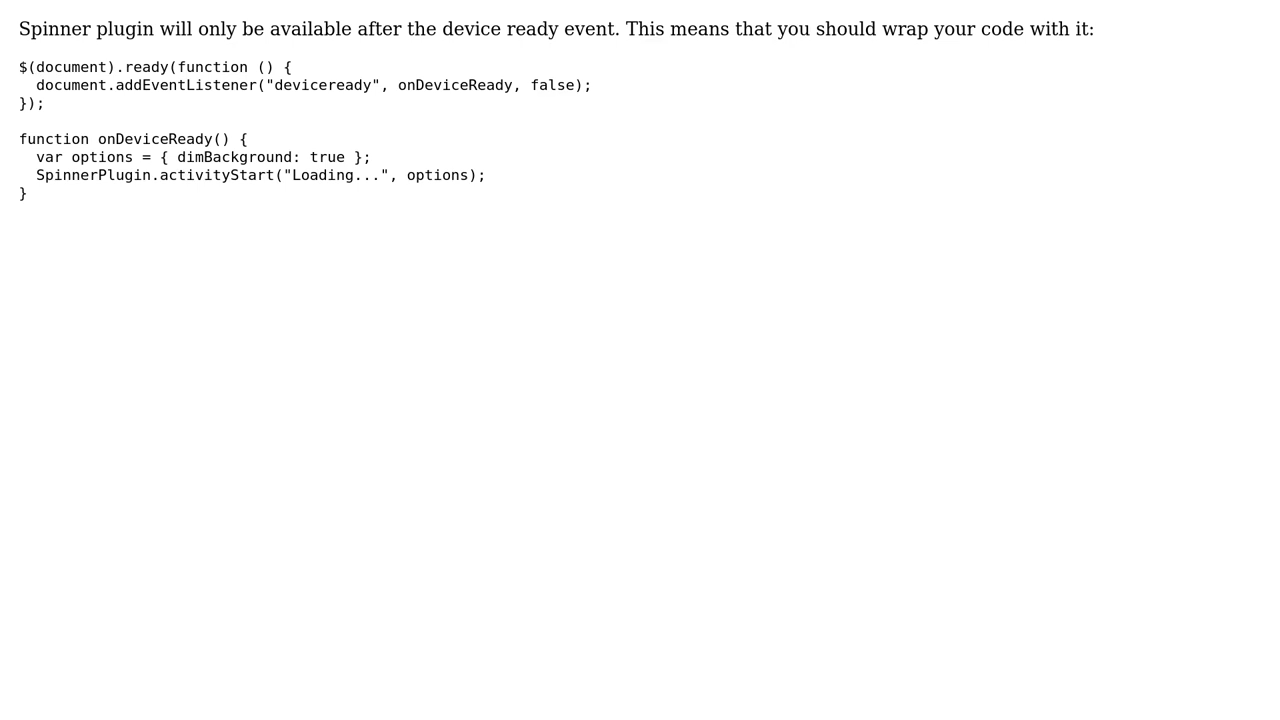 Spinner plugin will only be available after the device ready event. This means that you should wrap your code with it:
$(document).ready(function () {
  document.addEventListener("deviceready", onDeviceReady, false);
});

function onDeviceReady() {
  var options = { dimBackground: true };
  SpinnerPlugin.activityStart("Loading...", options);
}